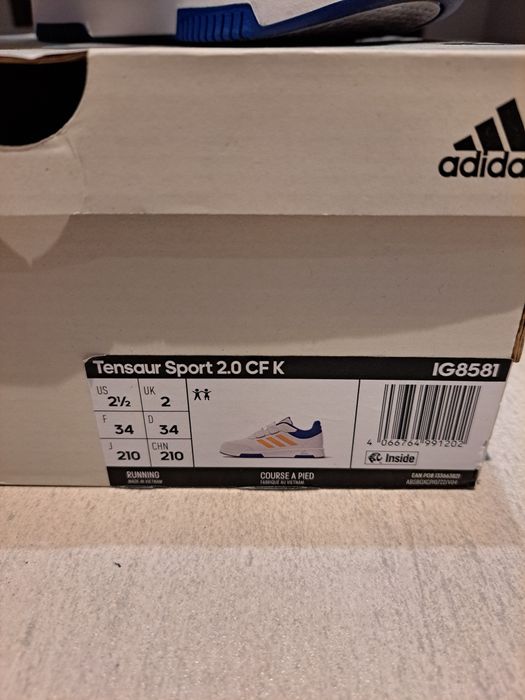 adidas
Tensaur Sport 2.0 CF K IG8581
US 2½ UK 2
F 34 D 34
J 210 CHN 210
4 066764 991202
Inside
RUNNING COURSE A PIED
MADE IN VIETNAM FABRIQUE AU VIETNAM